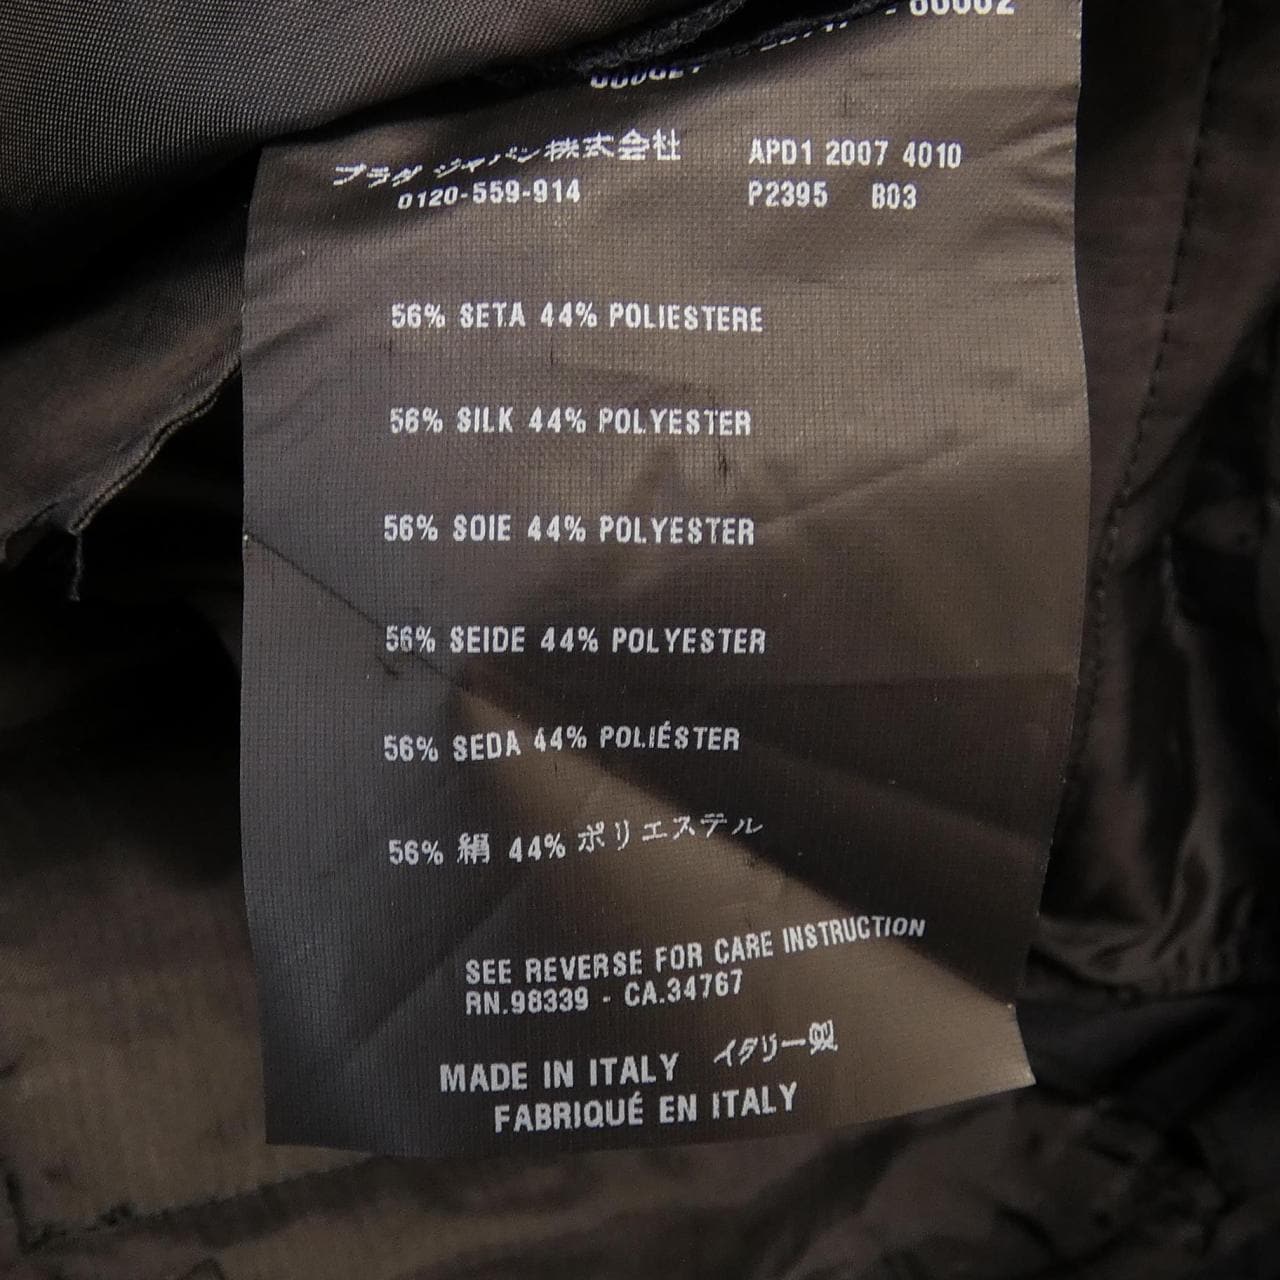 プラダ ジャパン株式会社 APD1 2007 4010
0120-559-914 P2395 B03
56% SETA 44% POLIESTERE
56% SILK 44% POLYESTER
56% SOIE 44% POLYESTER
56% SEIDE 44% POLYESTER
56% SEDA 44% POLIÉSTER
56% 絹 44% ポリエステル
SEE REVERSE FOR CARE INSTRUCTION
RN.98339 - CA.34767
MADE IN ITALY イタリー製
FABRIQUÉ EN ITALY